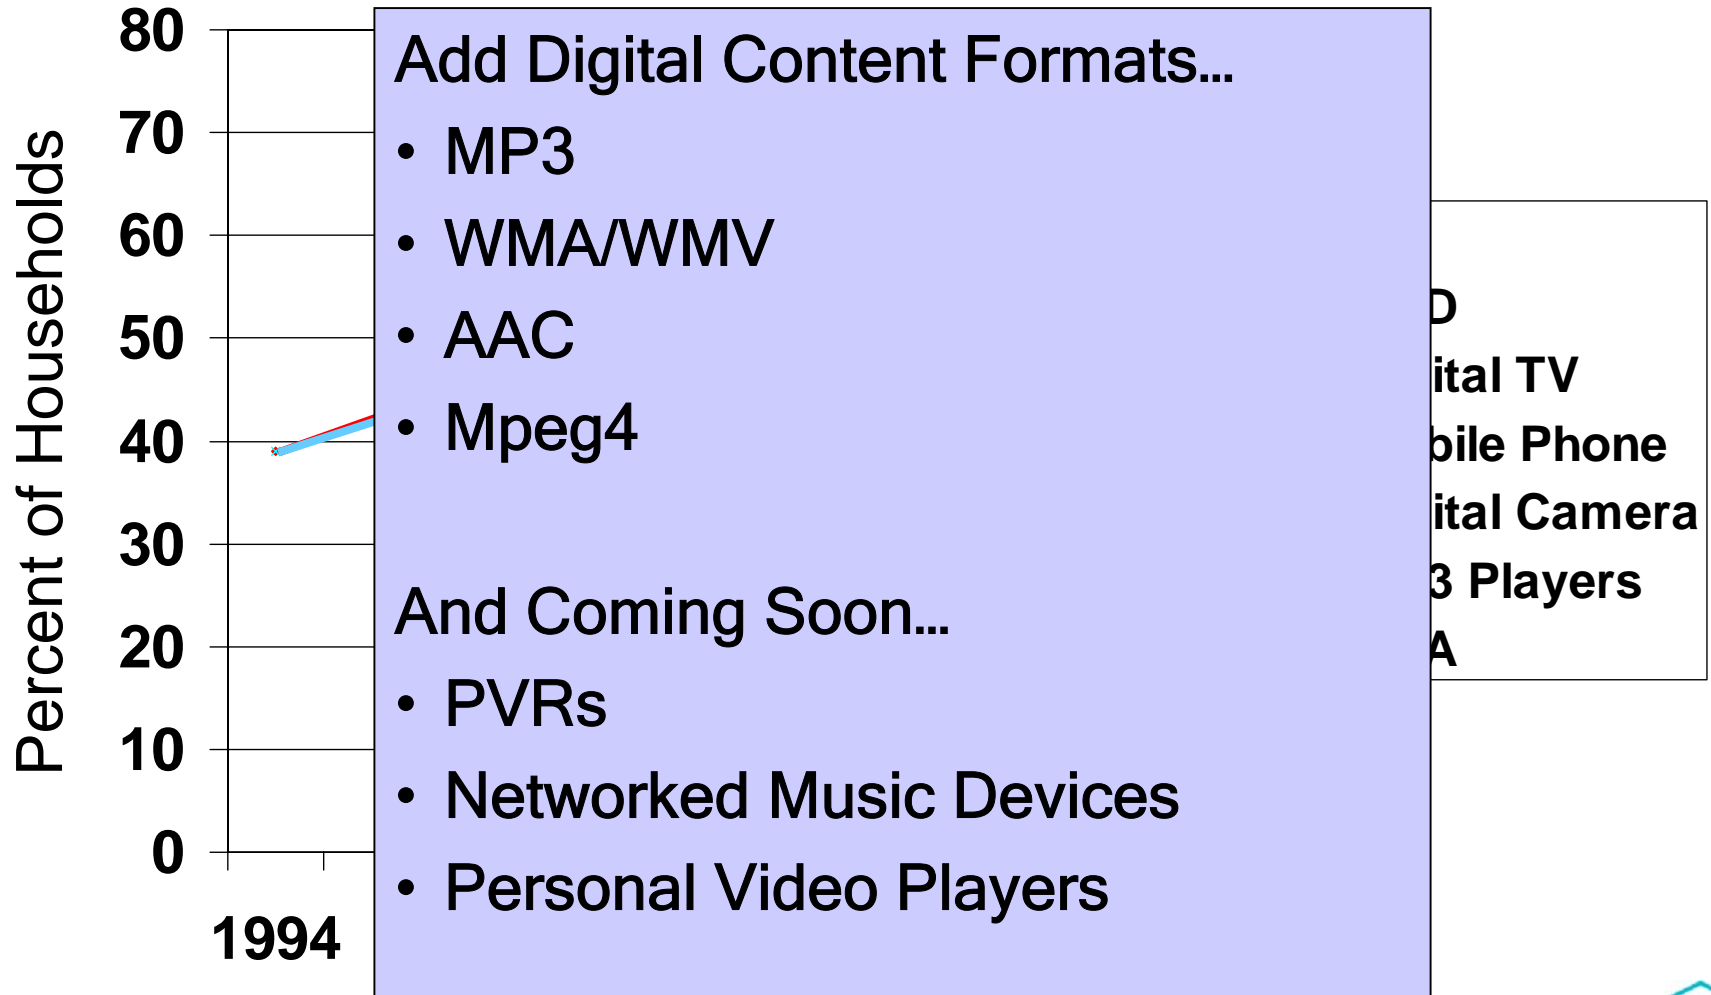 80
70
60
50
40
30
20
10
0
Percent of Households
1994
Add Digital Content Formats...
• MP3
• WMA/WMV
• AAC
• Mpeg4
And Coming Soon...
• PVRs
• Networked Music Devices
• Personal Video Players
D
ital TV
bile Phone
ital Camera
3 Players
A